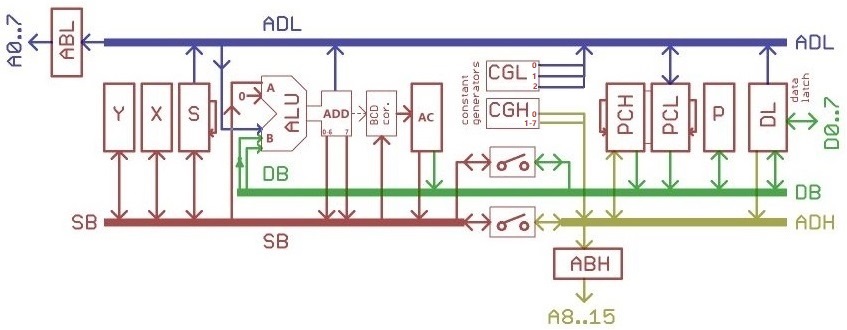 A0..7
ABL
ADL
ADL
Y
X
S
0
A
B
ALU
ADD
0-6
7
BCD
cor.
AC
constant
generators
CGL
0
1
2
CGH
0
1-7
PCH
PCL
P
DL
data
latch
D0..7
DB
DB
SB
SB
ADH
ABH
A8..15